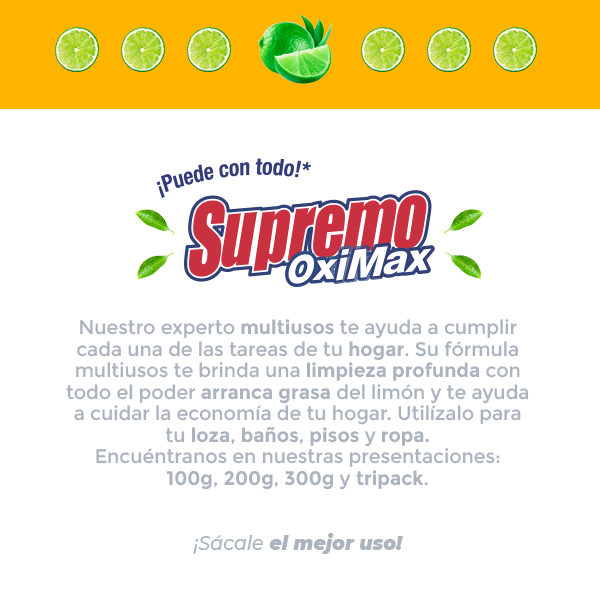 ¡Puede con todo!*
Supremo
OxiMax
Nuestro experto multiusos te ayuda a cumplir
cada una de las tareas de tu hogar. Su fórmula
multiusos te brinda una limpieza profunda con
todo el poder arranca grasa del limón y te ayuda
a cuidar la economía de tu hogar. Utilízalo para
tu loza, baños, pisos y ropa.
Encuéntranos en nuestras presentaciones:
100g, 200g, 300g y tripack.
¡Sácale el mejor uso!